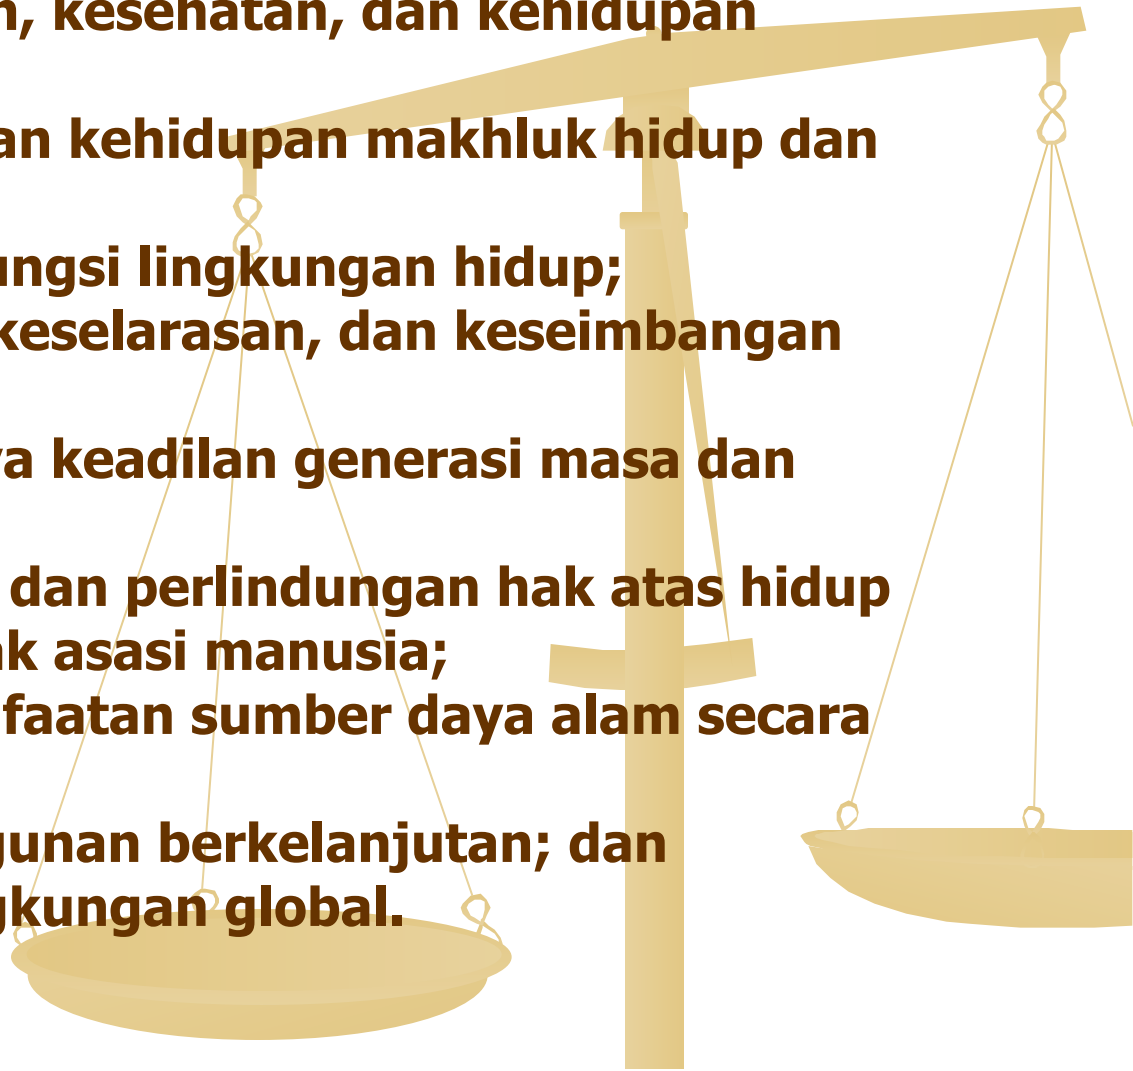 n, kesehatan, dan kehidupan
an kehidupan makhluk hidup dan
ungsi lingkungan hidup;
keselarasan, dan keseimbangan
a keadilan generasi masa dan
dan perlindungan hak atas hidup
ak asasi manusia;
faatan sumber daya alam secara
gunan berkelanjutan; dan
gkungan global.